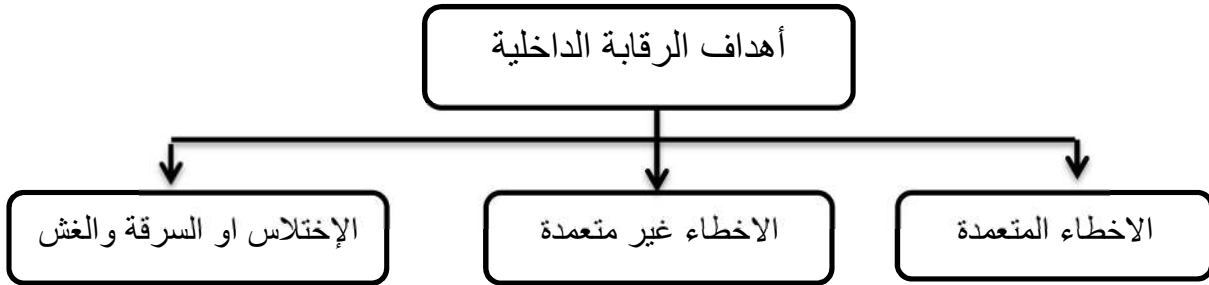 أهداف الرقابة الداخلية
الاخطاء المتعمدة
الاخطاء غير متعمدة
الإختلاس او السرقة والغش